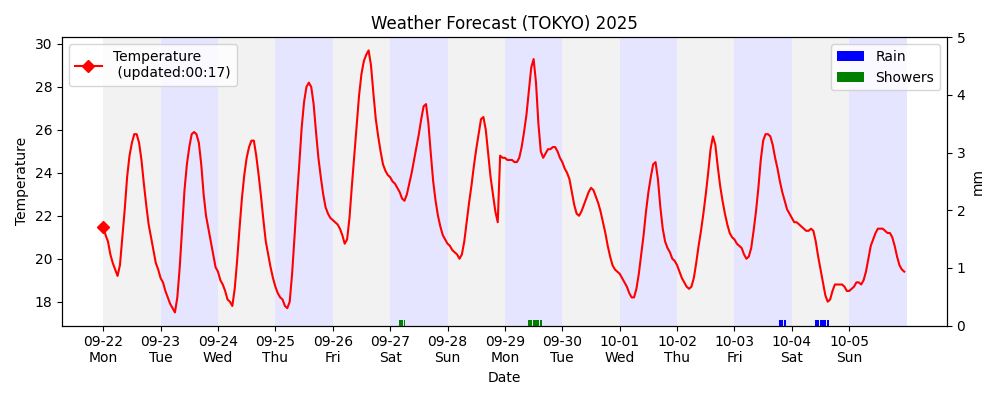 Weather Forecast (TOKYO) 2025
Temperature
(updated:00:17)
Rain
Showers
30
28
26
24
22
20
18
Temperature
5
4
3
2
1
0
mm
09-22 09-23 09-24 09-25 09-26 09-27 09-28 09-29 09-30 10-01 10-02 10-03 10-04 10-05
Mon Tue Wed Thu Fri Sat Sun Mon Tue Wed Thu Fri Sat Sun
Date